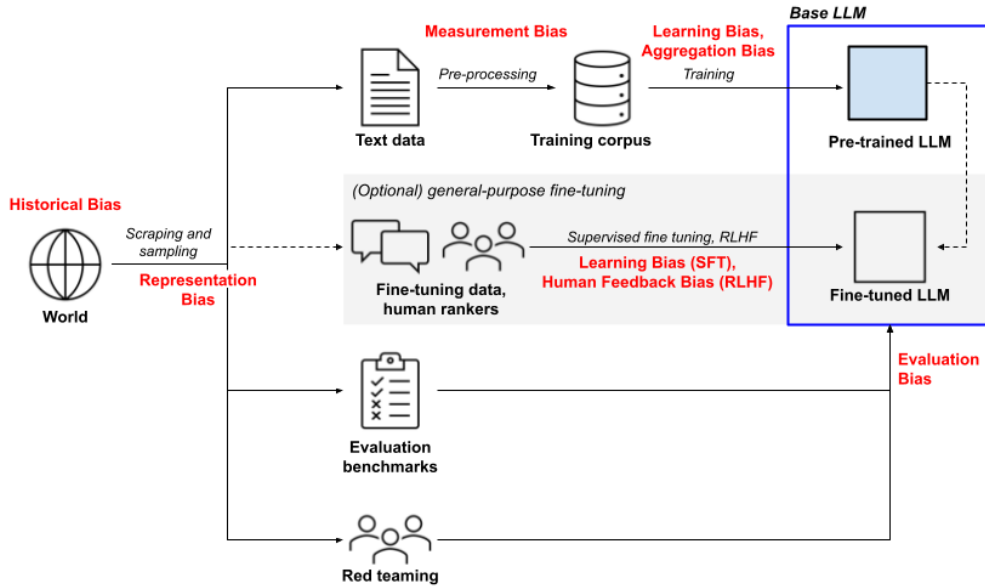 Base LLM
Measurement Bias
Learning Bias,
Aggregation Bias
Pre-processing
Training
Text data
Training corpus
Pre-trained LLM
(Optional) general-purpose fine-tuning
Historical Bias
Scraping and
sampling
Representation
Bias
World
Supervised fine tuning, RLHF
Learning Bias (SFT),
Human Feedback Bias (RLHF)
Fine-tuning data,
human rankers
Fine-tuned LLM
Evaluation
Bias
Evaluation
benchmarks
Red teaming